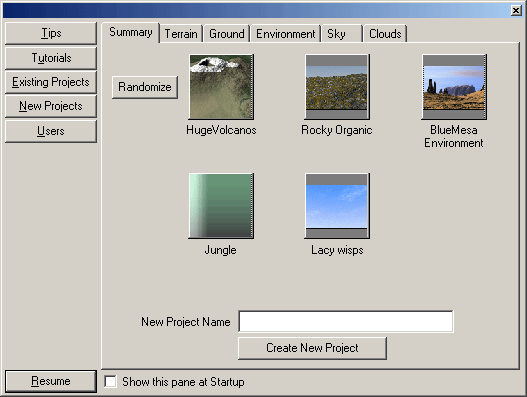 Tips
Tutorials
Existing Projects
New Projects
Users
Resume
Summary Terrain Ground Environment Sky Clouds
Randomize
HugeVolcanos Rocky Organic BlueMesa
Environment
Jungle Lacy wisps
New Project Name
Create New Project
Show this pane at Startup